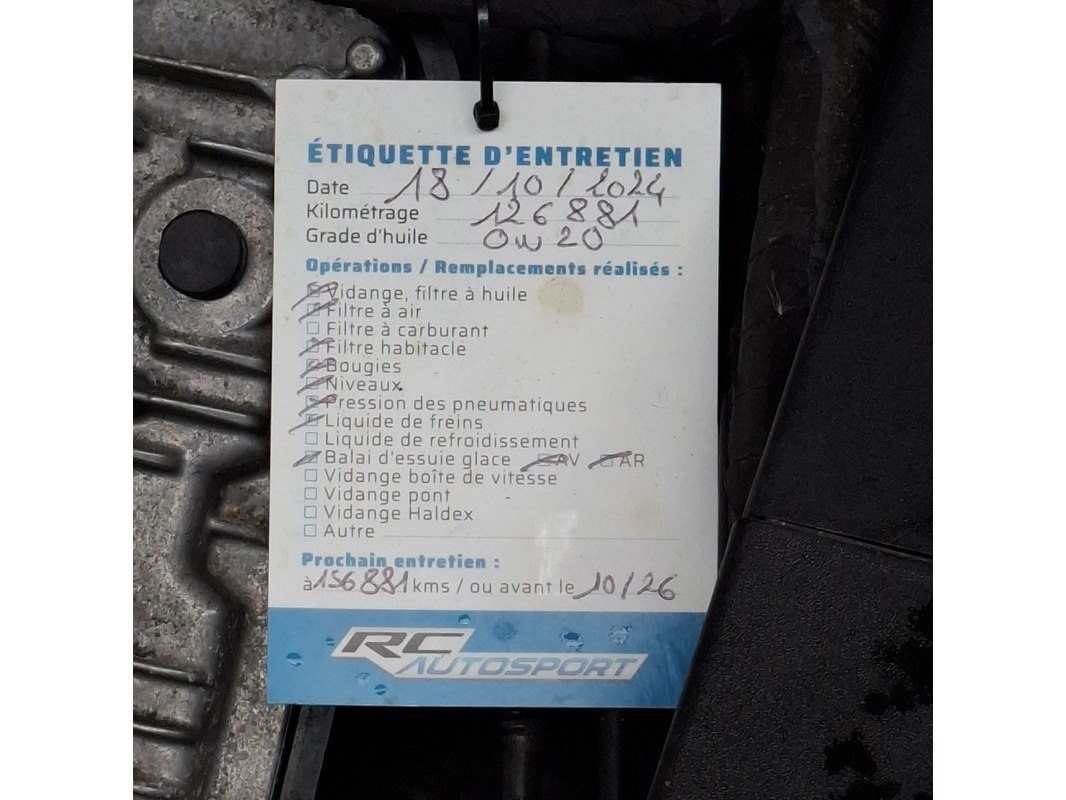 ÉTIQUETTE D'ENTRETIEN
Date 18/10/2024
Kilométrage 126881
Grade d'huile 0w20
Opérations / Remplacements réalisés :
Vidange, filtre à huile
Filtre à air
Filtre à carburant
Filtre habitacle
Bougies
Niveaux
Pression des pneumatiques
Liquide de freins
Liquide de refroidissement
Balai d'essuie glace AV AR
Vidange boîte de vitesse
Vidange pont
Vidange Haldex
Autre
Prochain entretien :
à 156881 kms / ou avant le 10/26
RC
AUTOSPORT